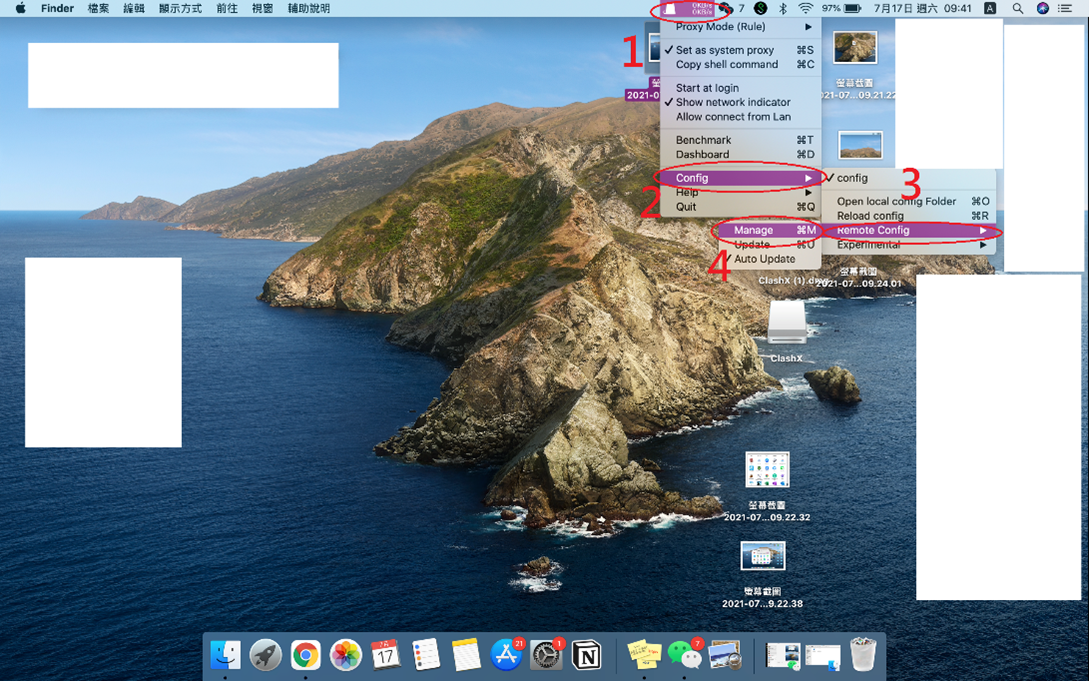 Finder 檔案 編輯 顯示方式 前往 視窗 輔助說明 0KB/s 0KB/s 7 97% 7月17日 週六 09:41 A
1
Proxy Mode (Rule)
✓ Set as system proxy ⌘S
Copy shell command ⌘C
Start at login
✓ Show network indicator
Allow connect from Lan
Benchmark ⌘T
Dashboard ⌘D
Config
2
Help
Quit ⌘Q
✓ config
3
Open local config Folder ⌘O
Reload config ⌘R
Remote Config
Experimental
Manage ⌘M
4
Update ⌘U
✓ Auto Update
2021-0
螢幕截圖
021-07...09.21.22
螢幕截圖
2021-07...09.24.01
ClashX (1).dmg
ClashX
螢幕截圖
2021-07...09.22.32
螢幕截圖
2021-07...9.22.38
7月
17
21
1
7